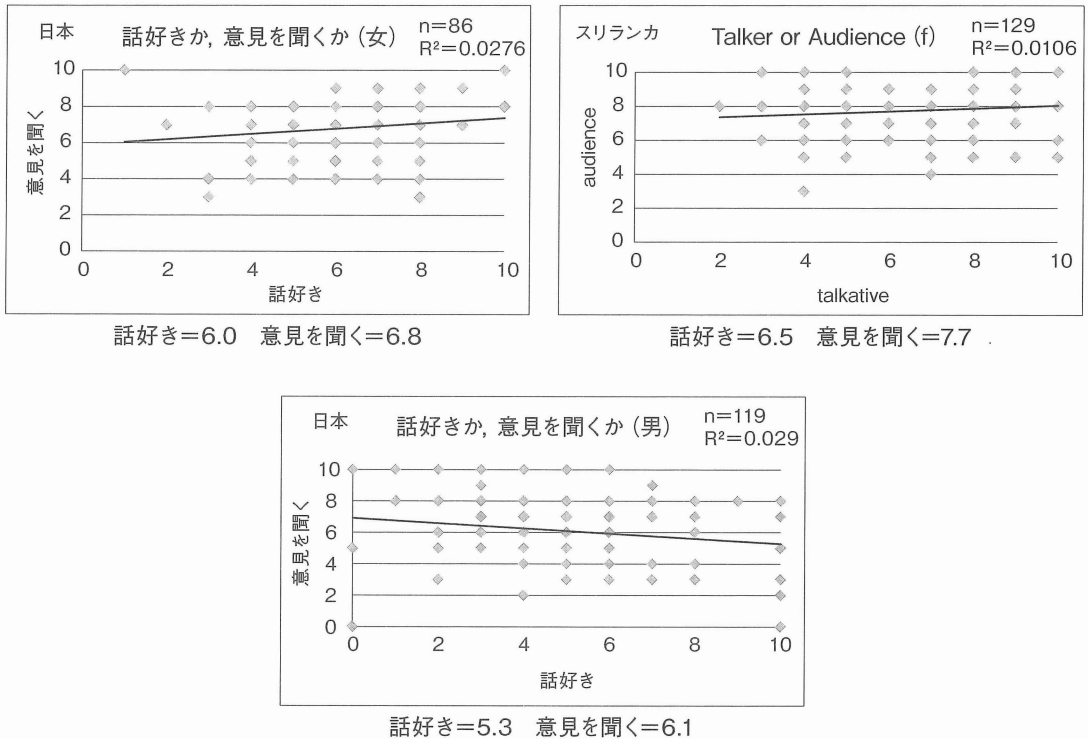 日本
話好きか, 意見を聞くか (女)
n=86
R²=0.0276
10
8
6
4
2
0
意見を聞く
0 2 4 6 8 10
話好き
話好き=6.0 意見を聞く=6.8
スリランカ
Talker or Audience (f)
n=129
R²=0.0106
10
8
6
4
2
0
audience
0 2 4 6 8 10
talkative
話好き=6.5 意見を聞く=7.7
日本
話好きか, 意見を聞くか (男)
n=119
R²=0.029
10
8
6
4
2
0
意見を聞く
0 2 4 6 8 10
話好き
話好き=5.3 意見を聞く=6.1